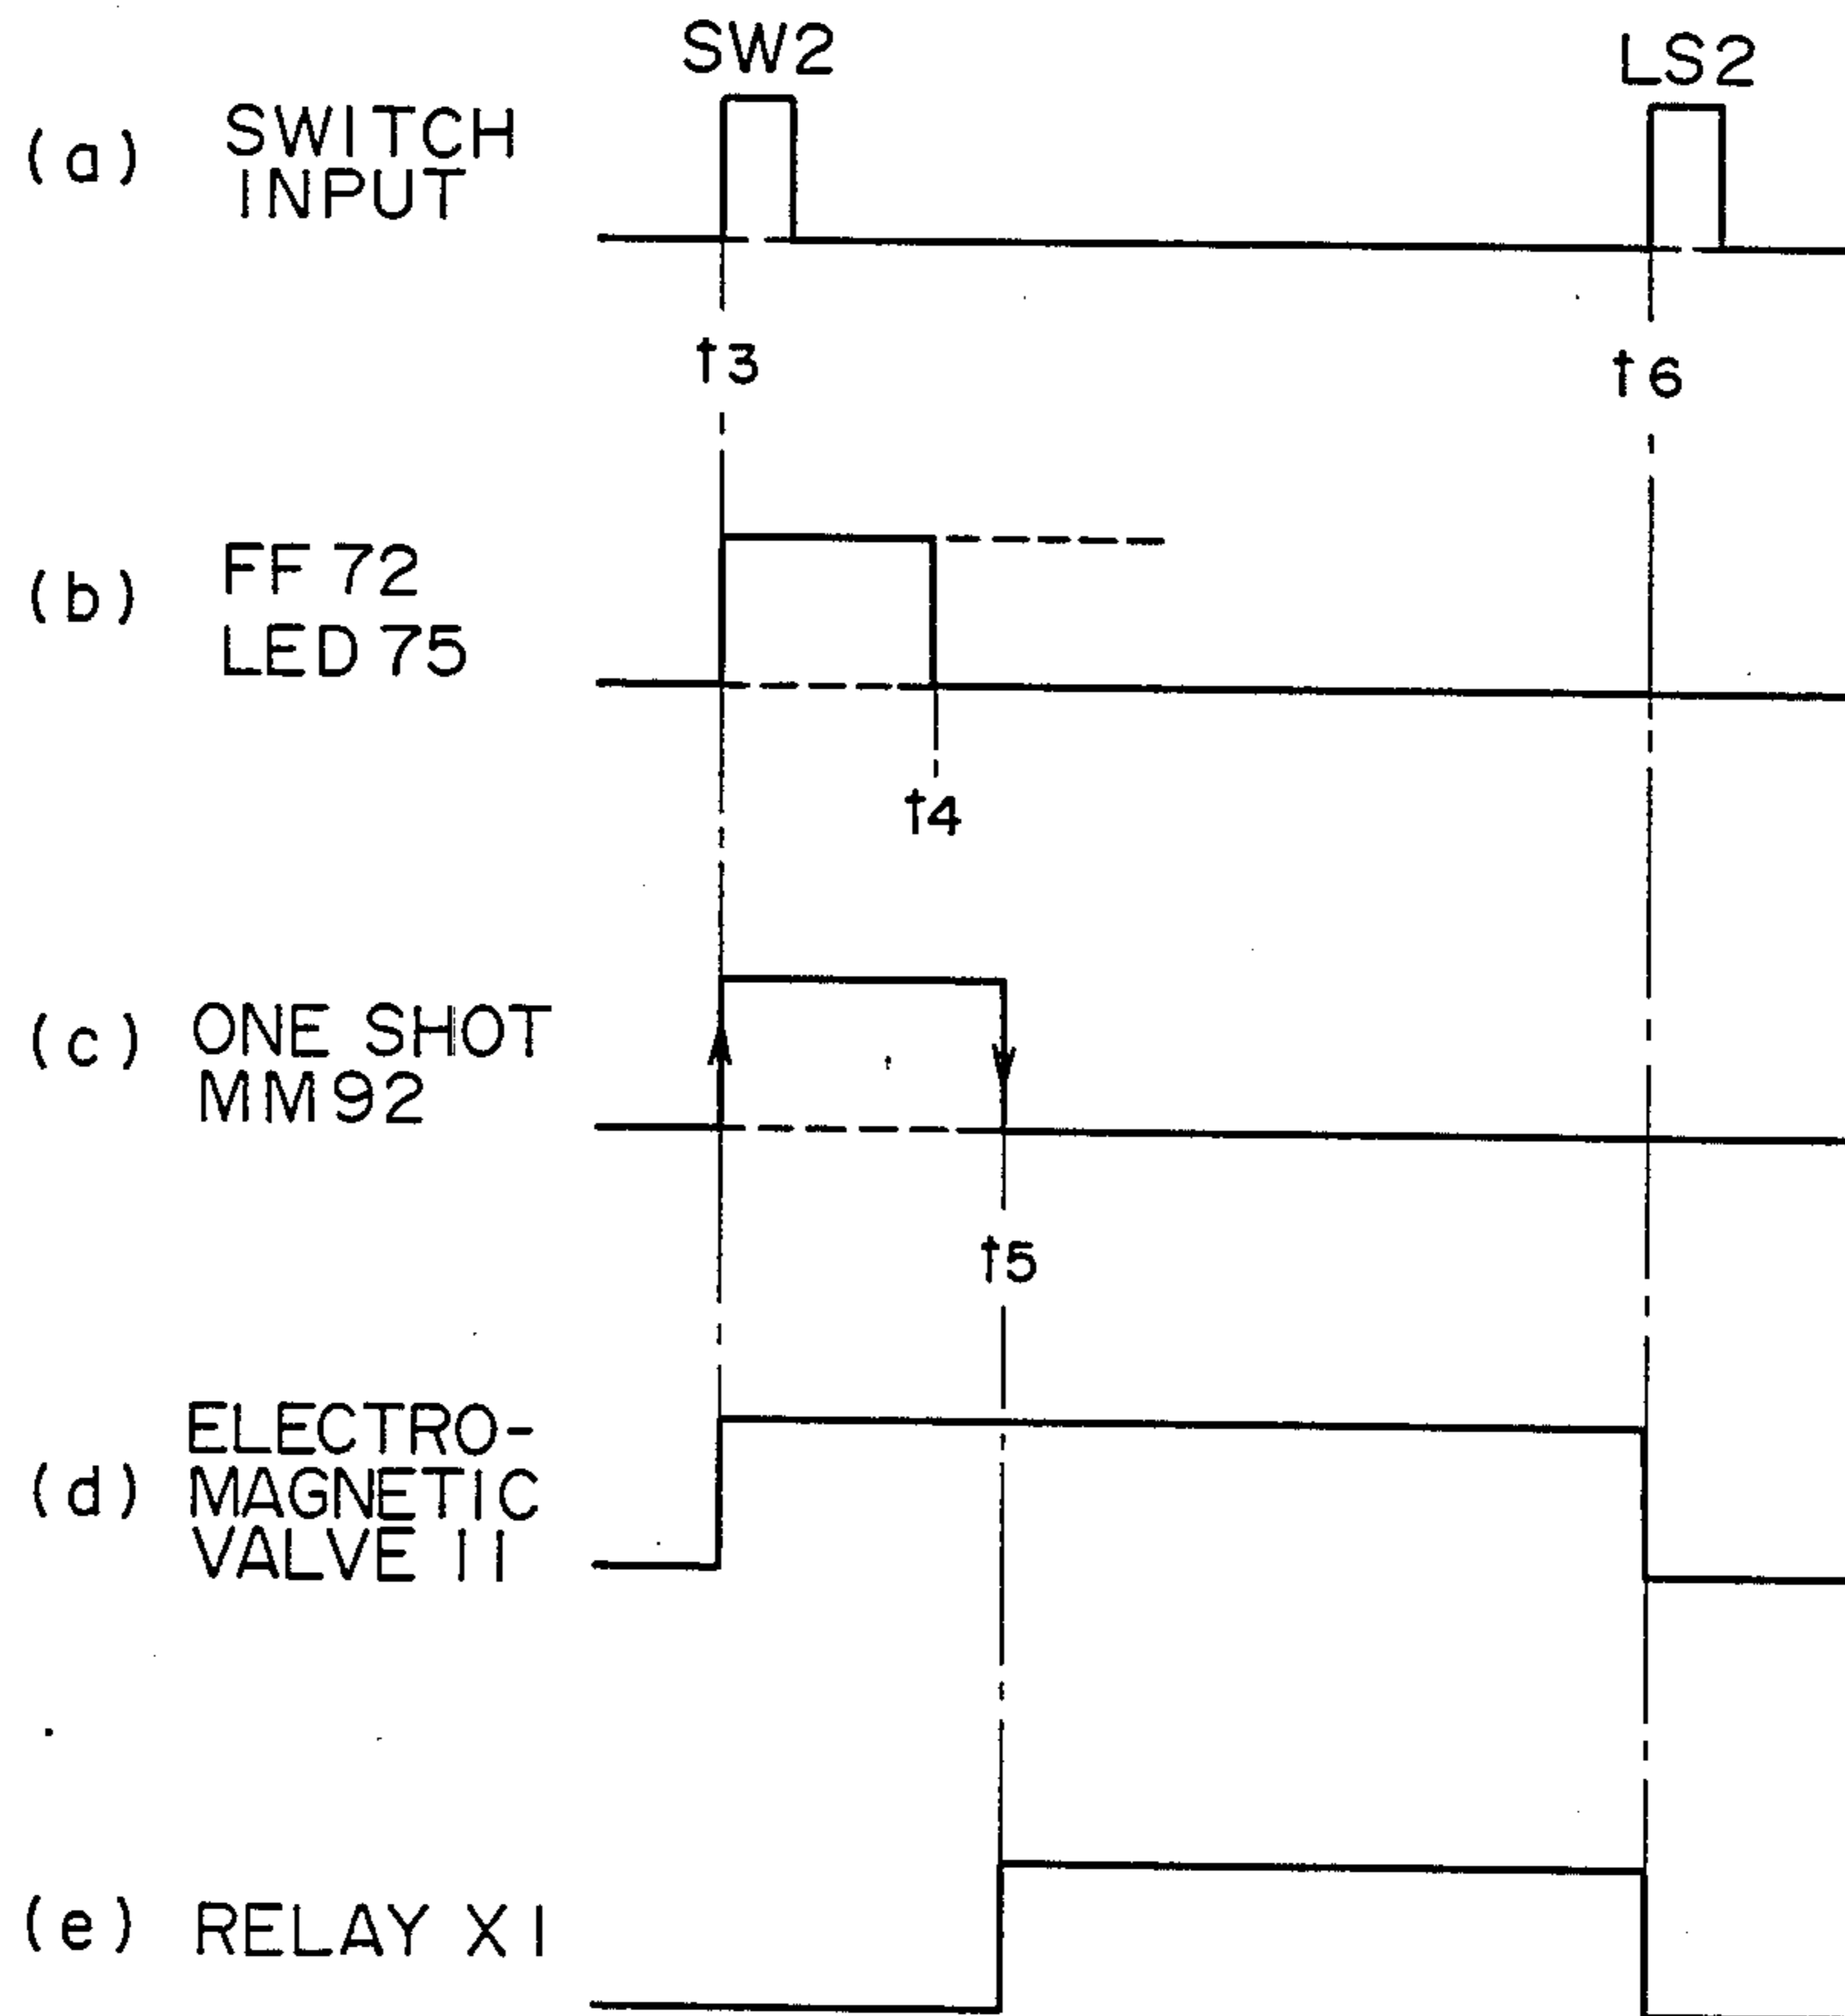 SW2
LS2
(a) SWITCH
INPUT
t3
t6
(b) FF 72
LED 75
t4
(c) ONE SHOT
MM92
t5
(d) ELECTRO-
MAGNETIC
VALVE 11
(e) RELAY X1